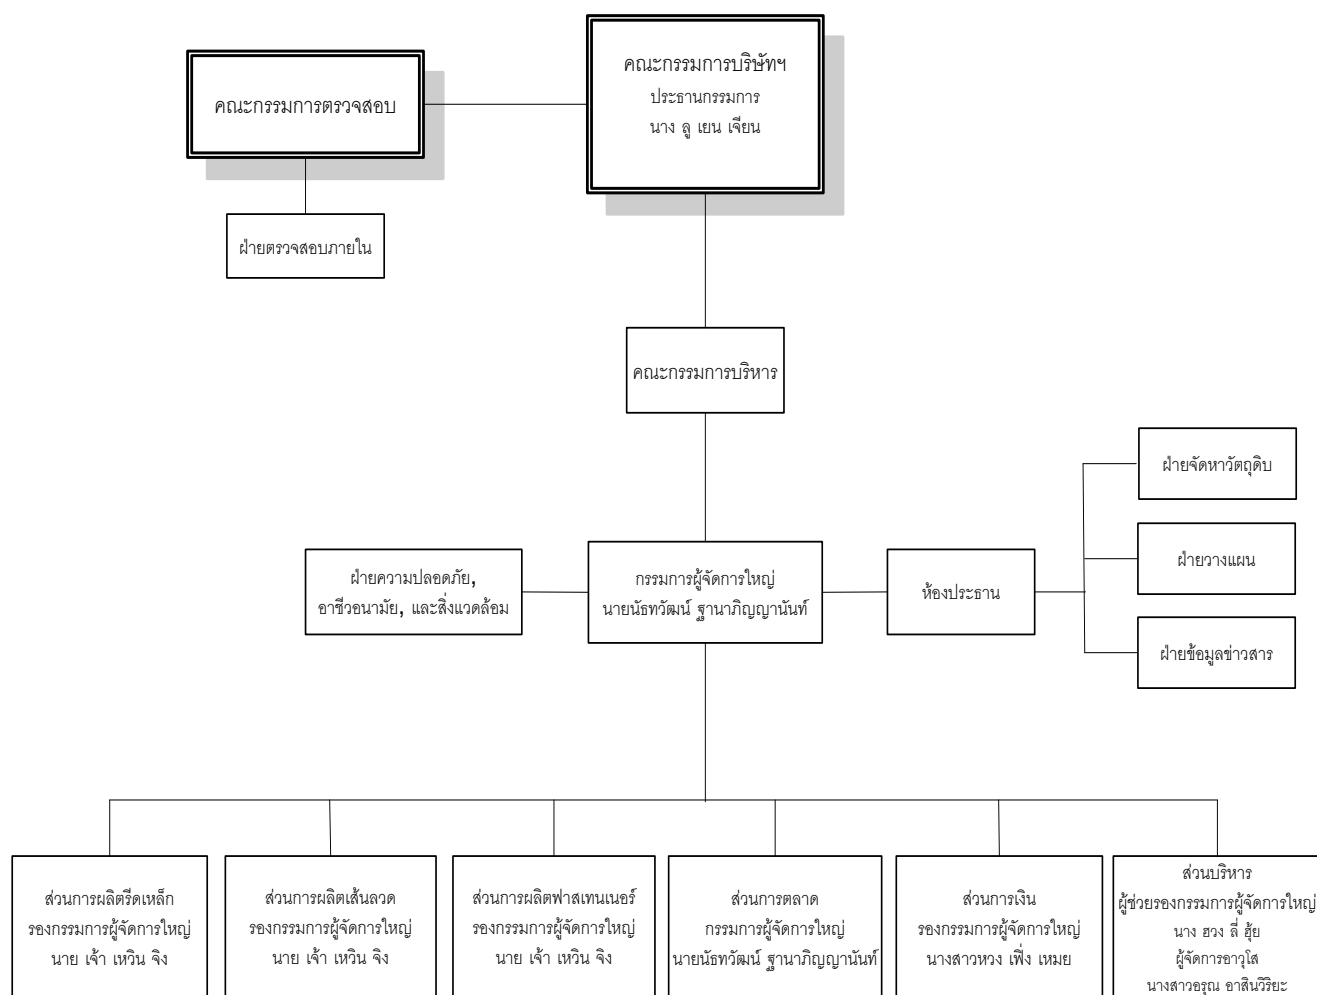 คณะกรรมการตรวจสอบ
คณะกรรมการบริษัทฯ
ประธานกรรมการ
นาง ลู เยน เจียน
ฝ่ายตรวจสอบภายใน
คณะกรรมการบริหาร
ฝ่ายความปลอดภัย,
อาชีวอนามัย, และสิ่งแวดล้อม
กรรมการผู้จัดการใหญ่
นายนัธทวัฒน์ ฐานาภิญญานันท์
ห้องประธาน
ฝ่ายจัดหาวัตถุดิบ
ฝ่ายวางแผน
ฝ่ายข้อมูลข่าวสาร
ส่วนการผลิตรีดเหล็ก
รองกรรมการผู้จัดการใหญ่
นาย เจ้า เหวิน จิง
ส่วนการผลิตเส้นลวด
รองกรรมการผู้จัดการใหญ่
นาย เจ้า เหวิน จิง
ส่วนการผลิตฟาสเทนเนอร์
รองกรรมการผู้จัดการใหญ่
นาย เจ้า เหวิน จิง
ส่วนการตลาด
กรรมการผู้จัดการใหญ่
นายนัธทวัฒน์ ฐานาภิญญานันท์
ส่วนการเงิน
รองกรรมการผู้จัดการใหญ่
นางสาวหวง เฟิ่ง เหมย
ส่วนบริหาร
ผู้ช่วยรองกรรมการผู้จัดการใหญ่
นาง ฮวง ลี่ ฮุ้ย
ผู้จัดการอาวุโส
นางสาวอรุณ อาสินวิริยะ